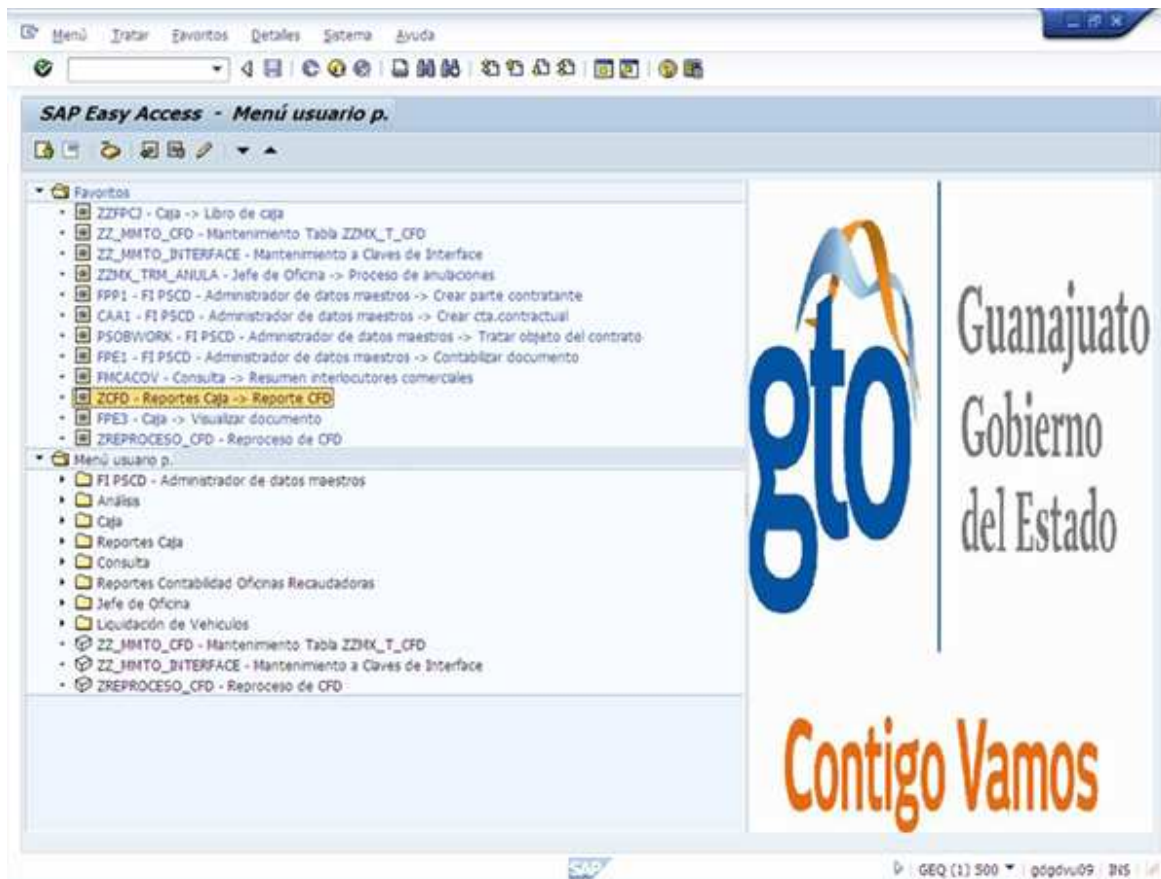 Menú Tratar Favoritos Detalles Sistema Ayuda
SAP Easy Access - Menú usuario p.
Favoritos
ZZFPCJ - Caja -> Libro de caja
ZZ_MMTO_CFD - Mantenimiento Tabla ZZMX_T_CFD
ZZ_MMTO_INTERFACE - Mantenimiento a Claves de Interface
ZZMX_TRM_ANULA - Jefe de Oficina -> Proceso de anulaciones
FPP1 - FI PSCD - Administrador de datos maestros -> Crear parte contratante
CAA1 - FI PSCD - Administrador de datos maestros -> Crear cta.contractual
PSOBWORK - FI PSCD - Administrador de datos maestros -> Tratar objeto del contrato
FPE1 - FI PSCD - Administrador de datos maestros -> Contabilizar documento
FMCACOV - Consulta -> Resumen interlocutores comerciales
ZCFD - Reportes Caja -> Reporte CFD
FPE3 - Caja -> Visualizar documento
ZREPROCESO_CFD - Reproceso de CFD
Menú usuario p.
FI PSCD - Administrador de datos maestros
Análisis
Caja
Reportes Caja
Consulta
Reportes Contabilidad Oficinas Recaudadoras
Jefe de Oficina
Liquidación de Vehiculos
ZZ_MMTO_CFD - Mantenimiento Tabla ZZMX_T_CFD
ZZ_MMTO_INTERFACE - Mantenimiento a Claves de Interface
ZREPROCESO_CFD - Reproceso de CFD
gto
Guanajuato
Gobierno
del Estado
Contigo Vamos
SAP
GEQ (1) 500 gdgdvu09 INS